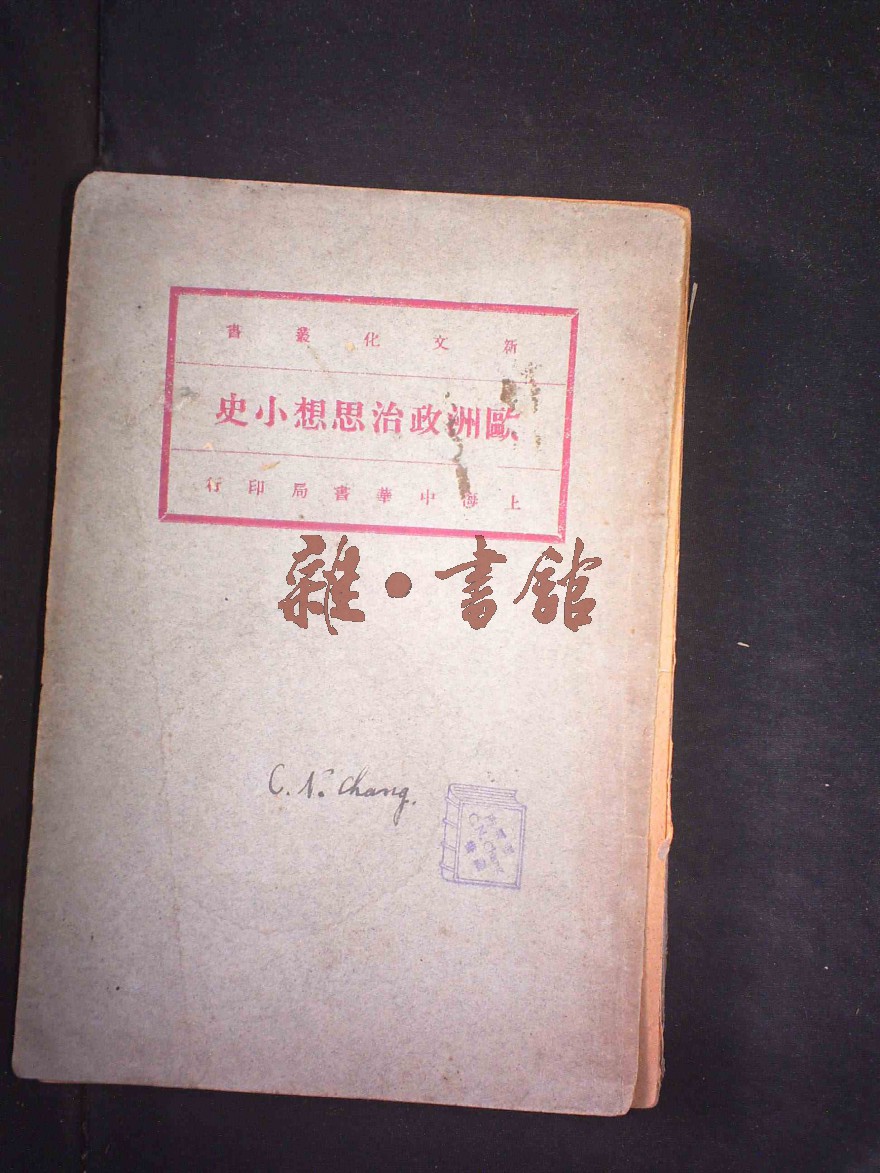 新文化叢書
歐洲政治思想小史
上海中華書局印行
雜·書館
C. N. Chang.